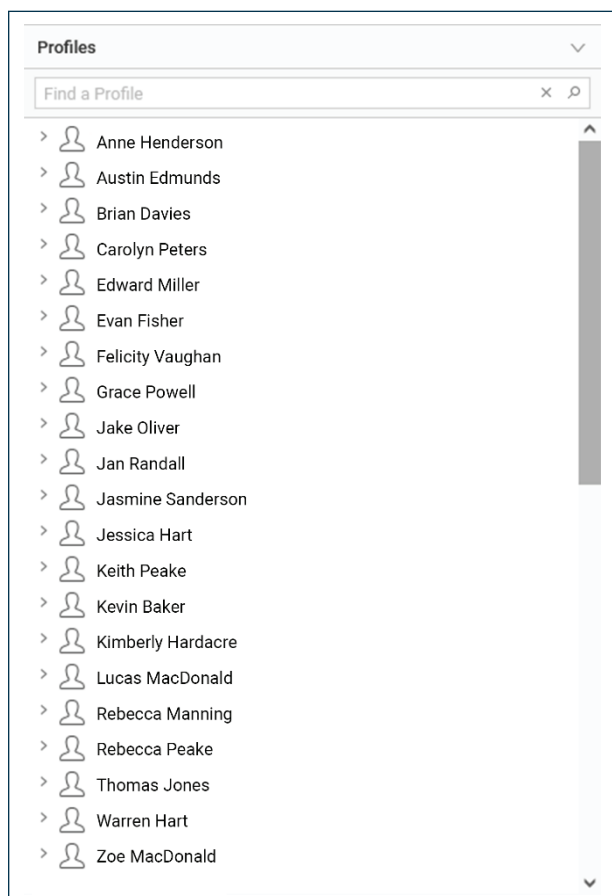 Profiles
Find a Profile
Anne Henderson
Austin Edmunds
Brian Davies
Carolyn Peters
Edward Miller
Evan Fisher
Felicity Vaughan
Grace Powell
Jake Oliver
Jan Randall
Jasmine Sanderson
Jessica Hart
Keith Peake
Kevin Baker
Kimberly Hardacre
Lucas MacDonald
Rebecca Manning
Rebecca Peake
Thomas Jones
Warren Hart
Zoe MacDonald